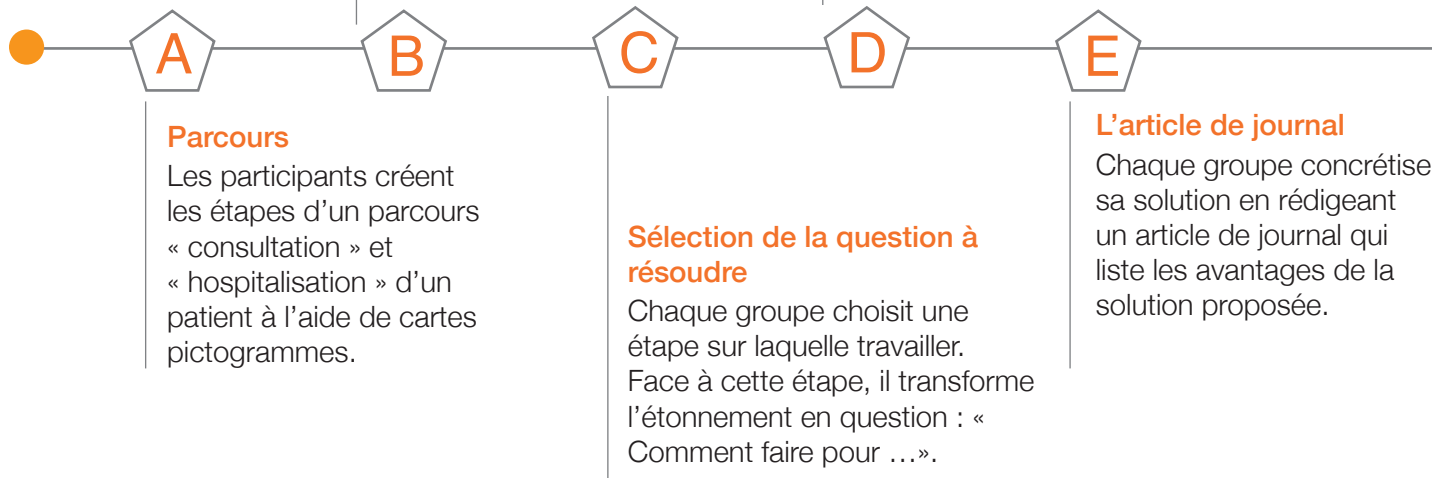 A
B
C
D
E
Parcours
Les participants créent
les étapes d’un parcours
« consultation » et
« hospitalisation » d’un
patient à l’aide de cartes
pictogrammes.
Sélection de la question à
résoudre
Chaque groupe choisit une
étape sur laquelle travailler.
Face à cette étape, il transforme
l’étonnement en question : «
Comment faire pour …».
L’article de journal
Chaque groupe concrétise
sa solution en rédigeant
un article de journal qui
liste les avantages de la
solution proposée.